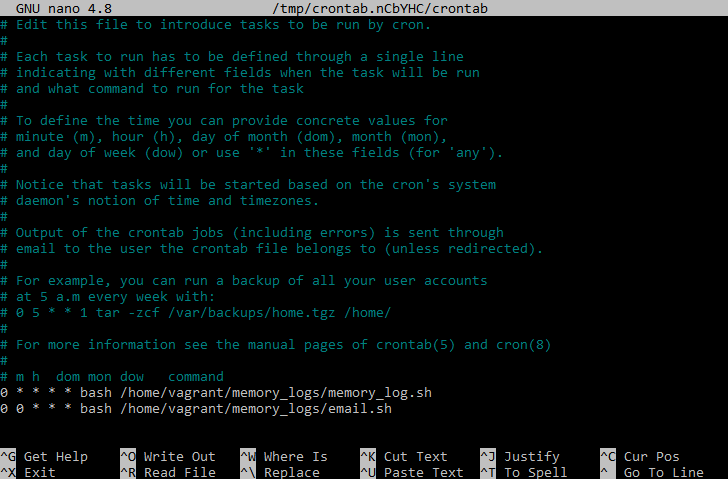 GNU nano 4.8 /tmp/crontab.nCbYHC/crontab
# Edit this file to introduce tasks to be run by cron.
#
# Each task to run has to be defined through a single line
# indicating with different fields when the task will be run
# and what command to run for the task
#
# To define the time you can provide concrete values for
# minute (m), hour (h), day of month (dom), month (mon),
# and day of week (dow) or use '*' in these fields (for 'any').
#
# Notice that tasks will be started based on the cron's system
# daemon's notion of time and timezones.
#
# Output of the crontab jobs (including errors) is sent through
# email to the user the crontab file belongs to (unless redirected).
#
# For example, you can run a backup of all your user accounts
# at 5 a.m every week with:
# 0 5 * * 1 tar -zcf /var/backups/home.tgz /home/
#
# For more information see the manual pages of crontab(5) and cron(8)
#
# m h  dom mon dow   command
0 * * * * bash /home/vagrant/memory_logs/memory_log.sh
0 0 * * * bash /home/vagrant/memory_logs/email.sh
^G Get Help ^O Write Out ^W Where Is ^K Cut Text ^J Justify ^C Cur Pos
^X Exit ^R Read File ^\ Replace ^U Paste Text ^T To Spell ^_ Go To Line